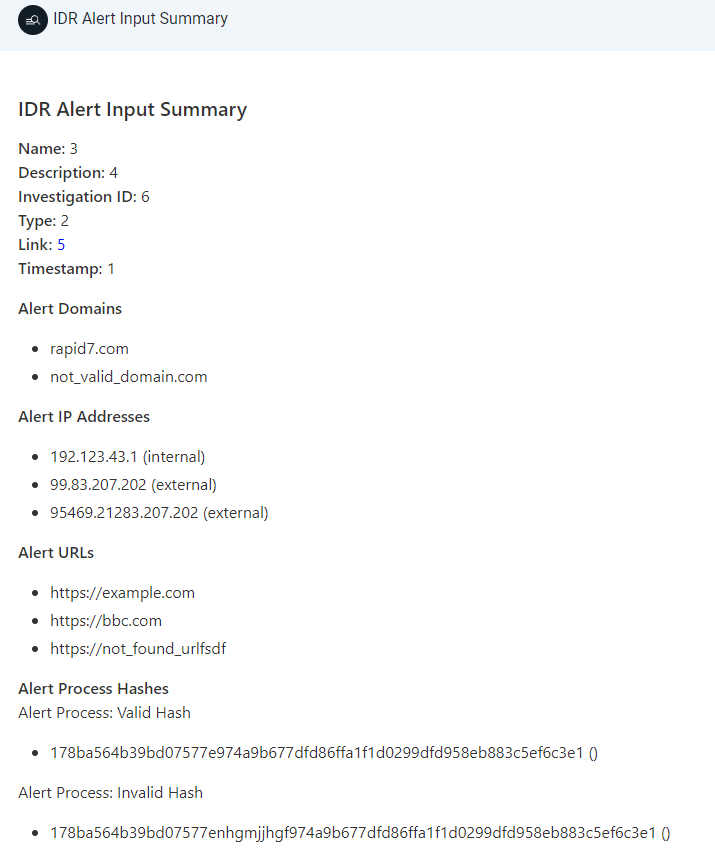 IDR Alert Input Summary
IDR Alert Input Summary
Name: 3
Description: 4
Investigation ID: 6
Type: 2
Link: 5
Timestamp: 1
Alert Domains
rapid7.com
not_valid_domain.com
Alert IP Addresses
192.123.43.1 (internal)
99.83.207.202 (external)
95469.21283.207.202 (external)
Alert URLs
https://example.com
https://bbc.com
https://not_found_urlfsdf
Alert Process Hashes
Alert Process: Valid Hash
178ba564b39bd07577e974a9b677dfd86ffa1f1d0299dfd958eb883c5ef6c3e1 ()
Alert Process: Invalid Hash
178ba564b39bd07577enhgmjjhgf974a9b677dfd86ffa1f1d0299dfd958eb883c5ef6c3e1 ()